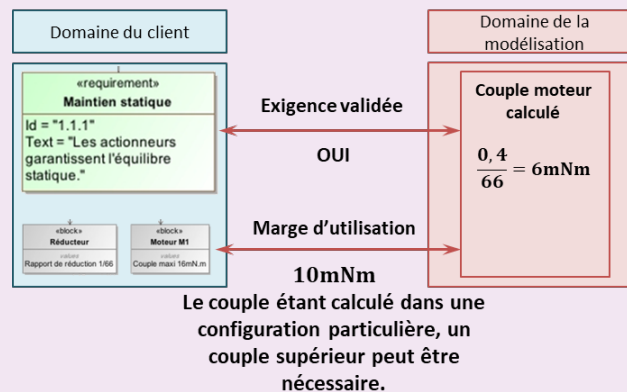 Domaine du client
Domaine de la
modélisation
«requirement»
Maintien statique
Id = "1.1.1"
Text = "Les actionneurs
garantissent l'équilibre
statique."
«block»
Réducteur
values
Rapport de réduction 1/66
«block»
Moteur M1
values
Couple maxi 16mN.m
Exigence validée
OUI
Marge d'utilisation
10mNm
Le couple étant calculé dans une
configuration particulière, un
couple supérieur peut être
nécessaire.
Couple moteur
calculé
0,4
66 = 6mNm